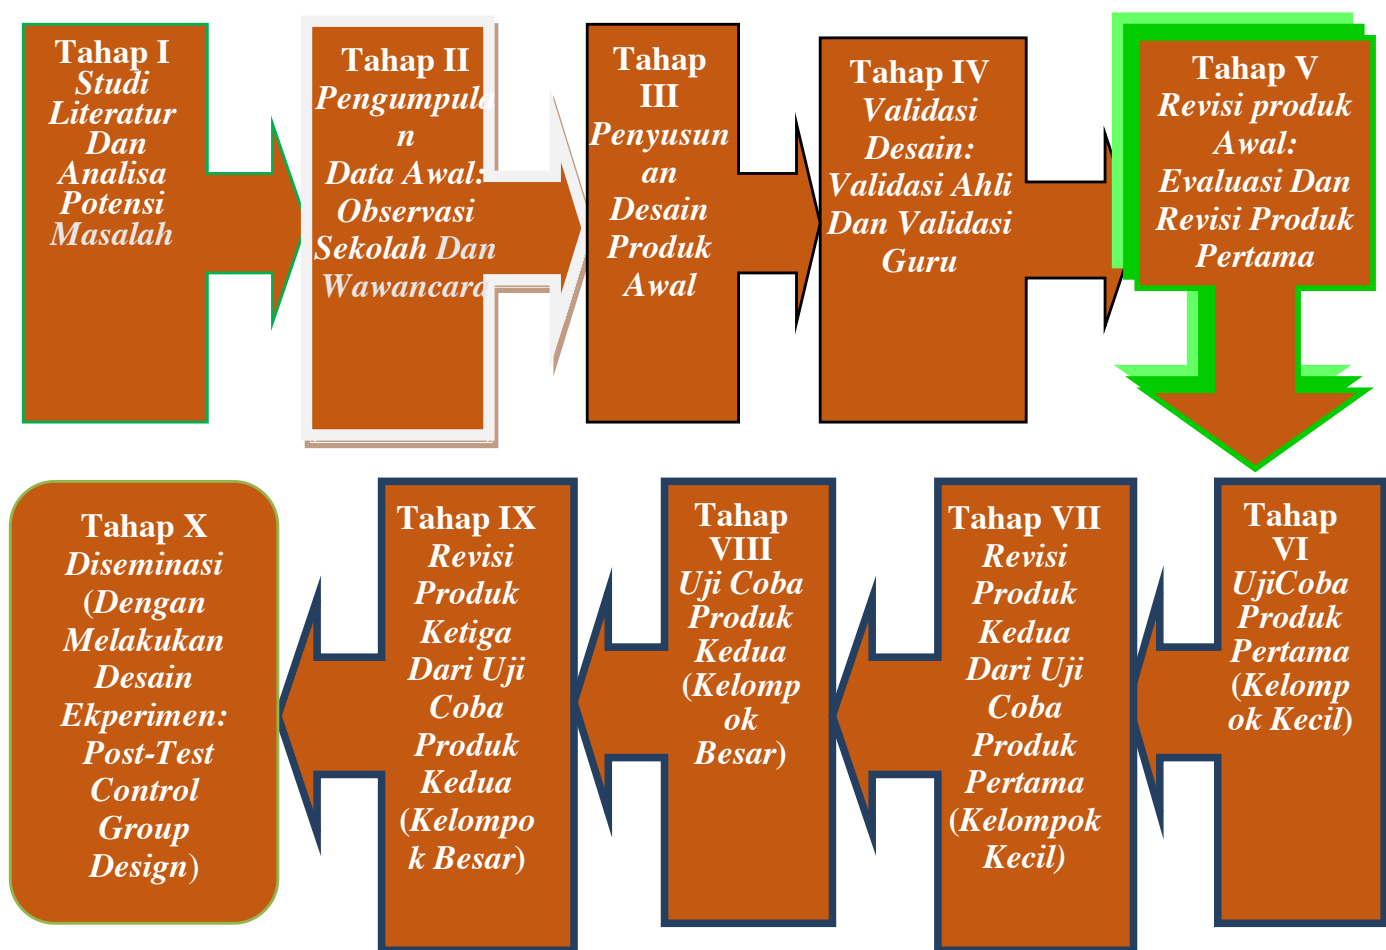 Tahap I
Studi
Literatur
Dan
Analisa
Potensi
Masalah
Tahap II
Pengumpula
n
Data Awal:
Observasi
Sekolah Dan
Wawancara
Tahap
III
Penyusun
an
Desain
Produk
Awal
Tahap IV
Validasi
Desain:
Validasi Ahli
Dan Validasi
Guru
Tahap V
Revisi produk
Awal:
Evaluasi Dan
Revisi Produk
Pertama
Tahap
VI
UjiCoba
Produk
Pertama
(Kelomp
ok Kecil)
Tahap VII
Revisi
Produk
Kedua
Dari Uji
Coba
Produk
Pertama
(Kelompok
Kecil)
Tahap
VIII
Uji Coba
Produk
Kedua
(Kelomp
ok
Besar)
Tahap IX
Revisi
Produk
Ketiga
Dari Uji
Coba
Produk
Kedua
(Kelompo
k Besar)
Tahap X
Diseminasi
(Dengan
Melakukan
Desain
Ekperimen:
Post-Test
Control
Group
Design)